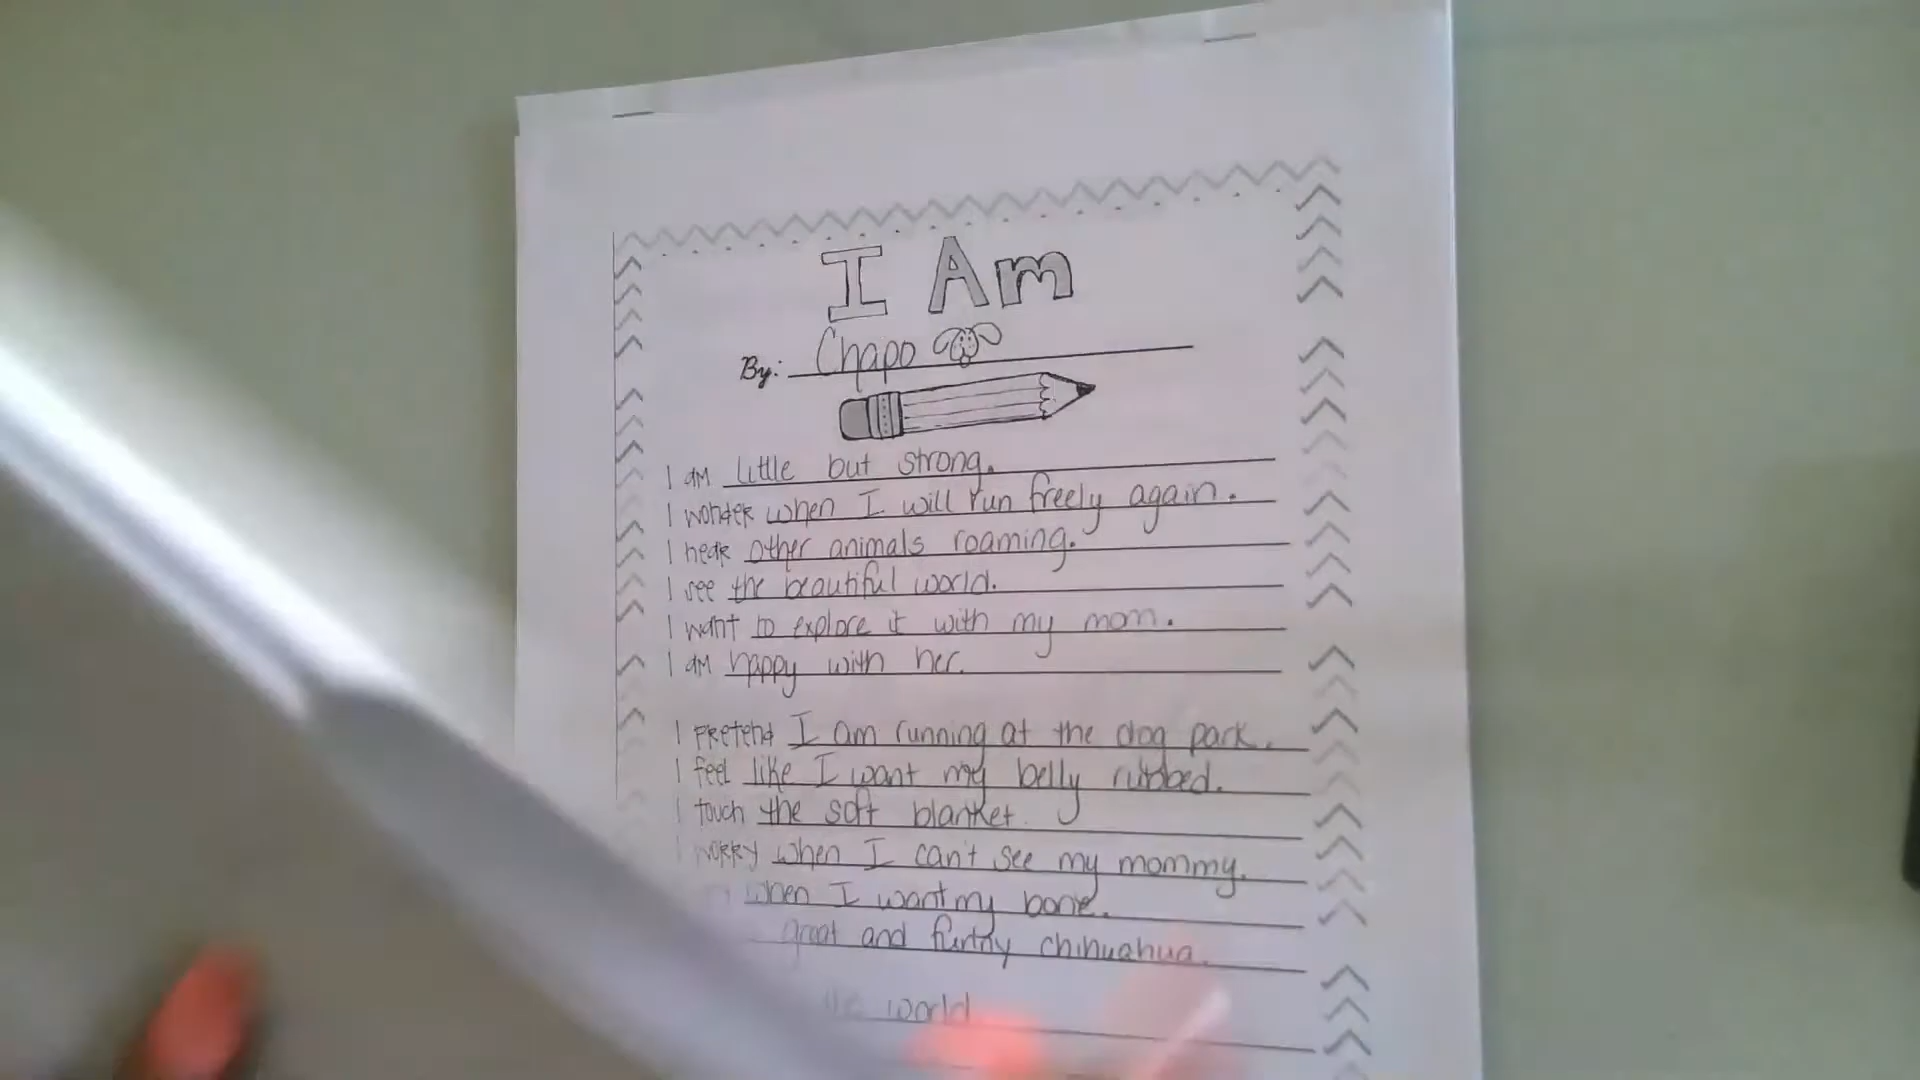 I Am
By: Chapo
I am little but strong.
I wonder when I will run freely again.
I hear other animals roaming.
I see the beautiful world.
I want to explore it with my mom.
I am happy with her.
I pretend I am running at the dog park.
I feel like I want my belly rubbed.
I touch the soft blanket.
I worry when I can't see my mommy.
when I want my bone.
great and funny chihuahua.
world